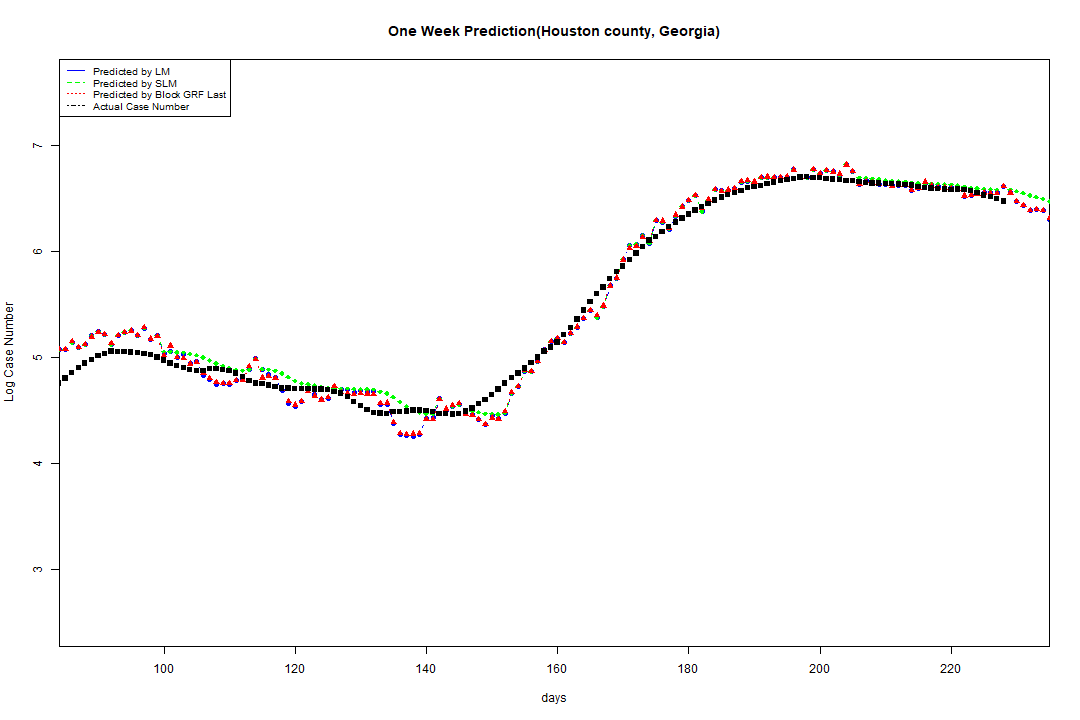 One Week Prediction(Houston county, Georgia)
Predicted by LM
Predicted by SLM
Predicted by Block GRF Last
Actual Case Number
7
6
5
4
3
Log Case Number
100 120 140 160 180 200 220
days